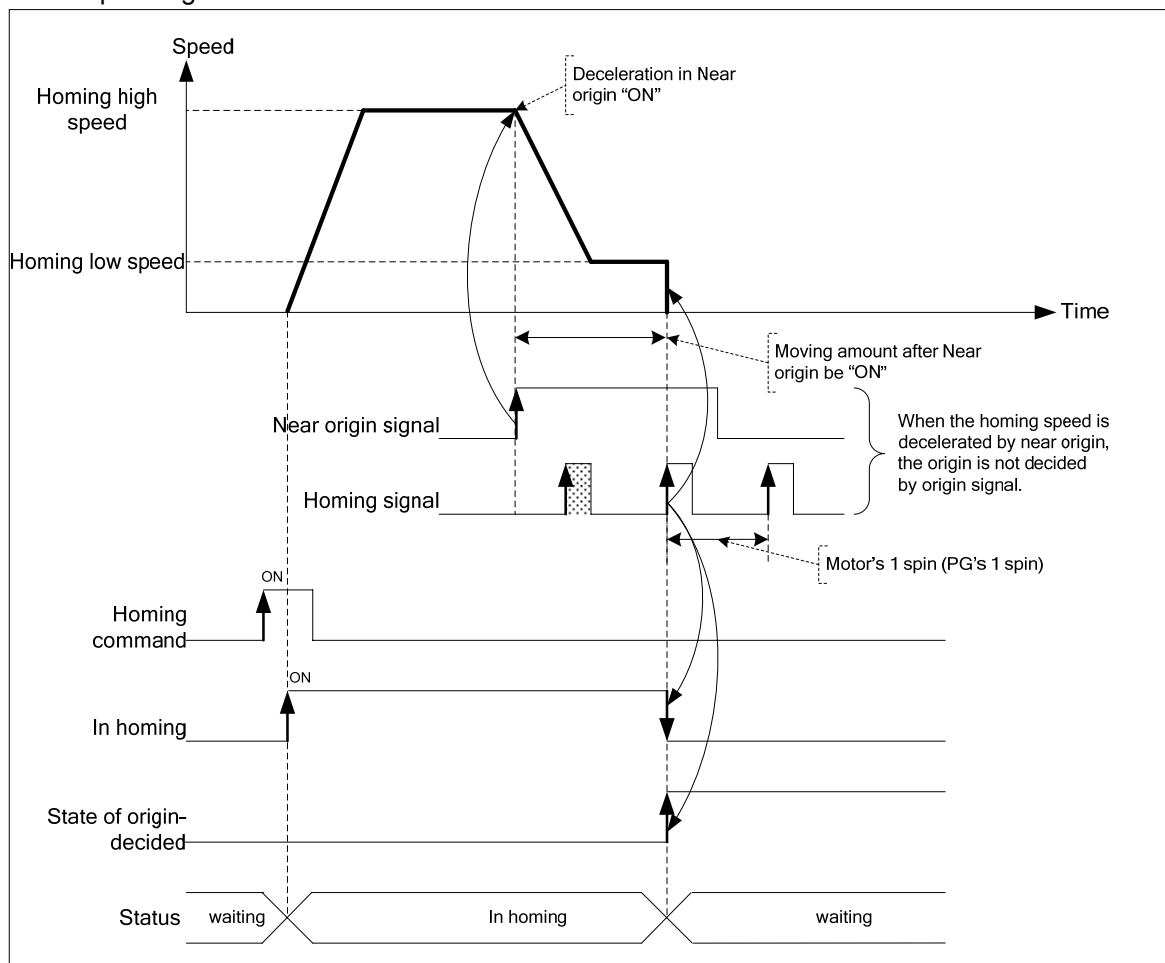 Speed
Homing high
speed
Deceleration in Near
origin “ON”
Homing low speed
Time
Moving amount after Near
origin be “ON”
Near origin signal
When the homing speed is
decelerated by near origin,
the origin is not decided
by origin signal.
Homing signal
Motor's 1 spin (PG's 1 spin)
ON
Homing
command
ON
In homing
State of origin-
decided
Status
waiting
In homing
waiting